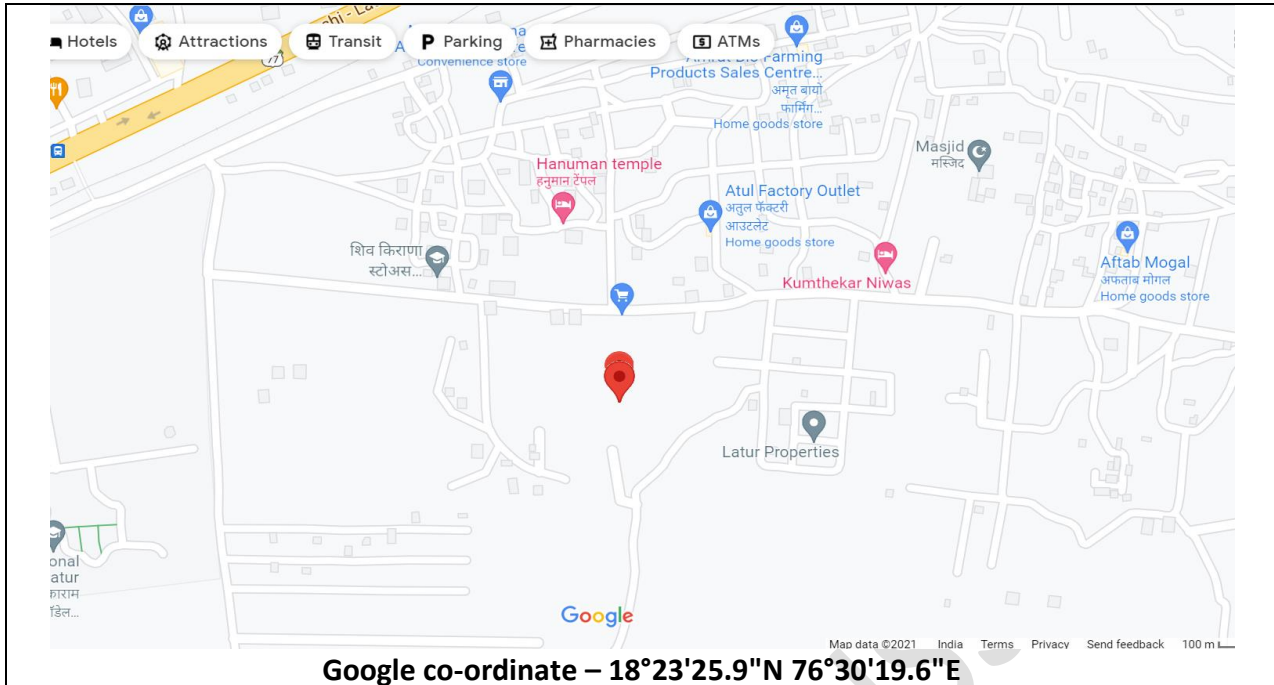 Hotels
Attractions
Transit
Parking
Pharmacies
ATMs
77
Convenience store
Products Sales Centre...
अमृत बायो
फार्मिंग...
Home goods store
Masjid
मस्जिद
Hanuman temple
हनुमान टेंपल
Atul Factory Outlet
अतुल फॅक्टरी
आउटलेट
Home goods store
शिव किराणा
स्टोअस...
Kumthekar Niwas
Aftab Mogal
अफताब मोगल
Home goods store
Latur Properties
onal
atur
Google
Map data ©2021 India Terms Privacy Send feedback 100 m
Google co-ordinate – 18°23'25.9"N 76°30'19.6"E